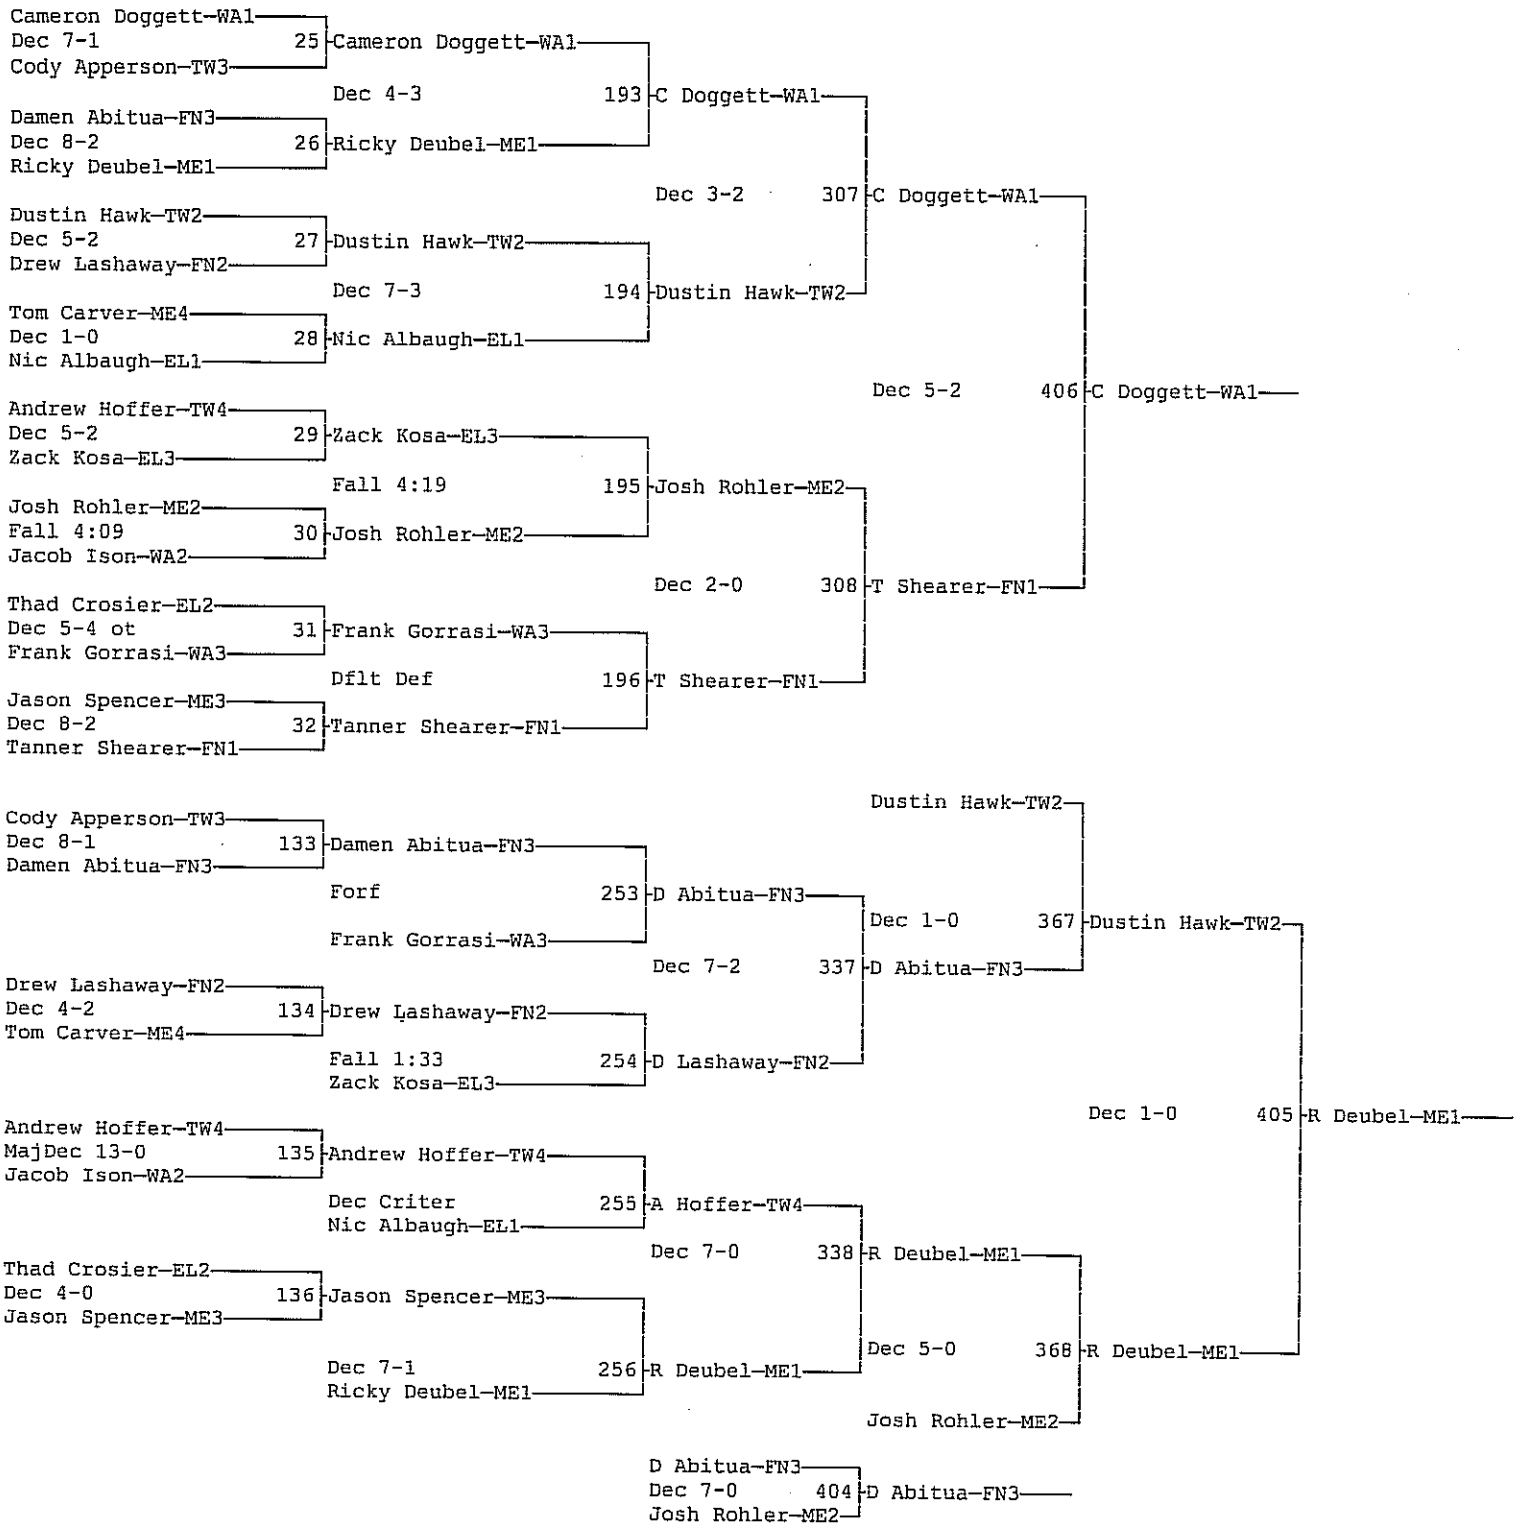 Cameron Doggett—WA1
Dec 7-1 25 Cameron Doggett—WA1
Cody Apperson—TW3
Dec 4-3 193 C Doggett—WA1
Damen Abitua—FN3
Dec 8-2 26 Ricky Deubel—ME1
Ricky Deubel—ME1
Dec 3-2 307 C Doggett—WA1
Dustin Hawk—TW2
Dec 5-2 27 Dustin Hawk—TW2
Drew Lashaway—FN2
Dec 7-3 194 Dustin Hawk—TW2
Tom Carver—ME4
Dec 1-0 28 Nic Albaugh—EL1
Nic Albaugh—EL1
Dec 5-2 406 C Doggett—WA1
Andrew Hoffer—TW4
Dec 5-2 29 Zack Kosa—EL3
Zack Kosa—EL3
Fall 4:19 195 Josh Rohler—ME2
Josh Rohler—ME2
Fall 4:09 30 Josh Rohler—ME2
Jacob Ison—WA2
Dec 2-0 308 T Shearer—FN1
Thad Crosier—EL2
Dec 5-4 ot 31 Frank Gorrasi—WA3
Frank Gorrasi—WA3
Dflt Def 196 T Shearer—FN1
Jason Spencer—ME3
Dec 8-2 32 Tanner Shearer—FN1
Tanner Shearer—FN1
Dustin Hawk—TW2
Cody Apperson—TW3
Dec 8-1 133 Damen Abitua—FN3
Damen Abitua—FN3
Forf 253 D Abitua—FN3
Dec 1-0 367 Dustin Hawk—TW2
Frank Gorrasi—WA3
Dec 7-2 337 D Abitua—FN3
Drew Lashaway—FN2
Dec 4-2 134 Drew Lashaway—FN2
Tom Carver—ME4
Fall 1:33 254 D Lashaway—FN2
Zack Kosa—EL3
Dec 1-0 405 R Deubel—ME1
Andrew Hoffer—TW4
MajDec 13-0 135 Andrew Hoffer—TW4
Jacob Ison—WA2
Dec Criter 255 A Hoffer—TW4
Nic Albaugh—EL1
Dec 7-0 338 R Deubel—ME1
Thad Crosier—EL2
Dec 4-0 136 Jason Spencer—ME3
Jason Spencer—ME3
Dec 5-0 368 R Deubel—ME1
Dec 7-1 256 R Deubel—ME1
Ricky Deubel—ME1
Josh Rohler—ME2
D Abitua—FN3
Dec 7-0 404 D Abitua—FN3
Josh Rohler—ME2